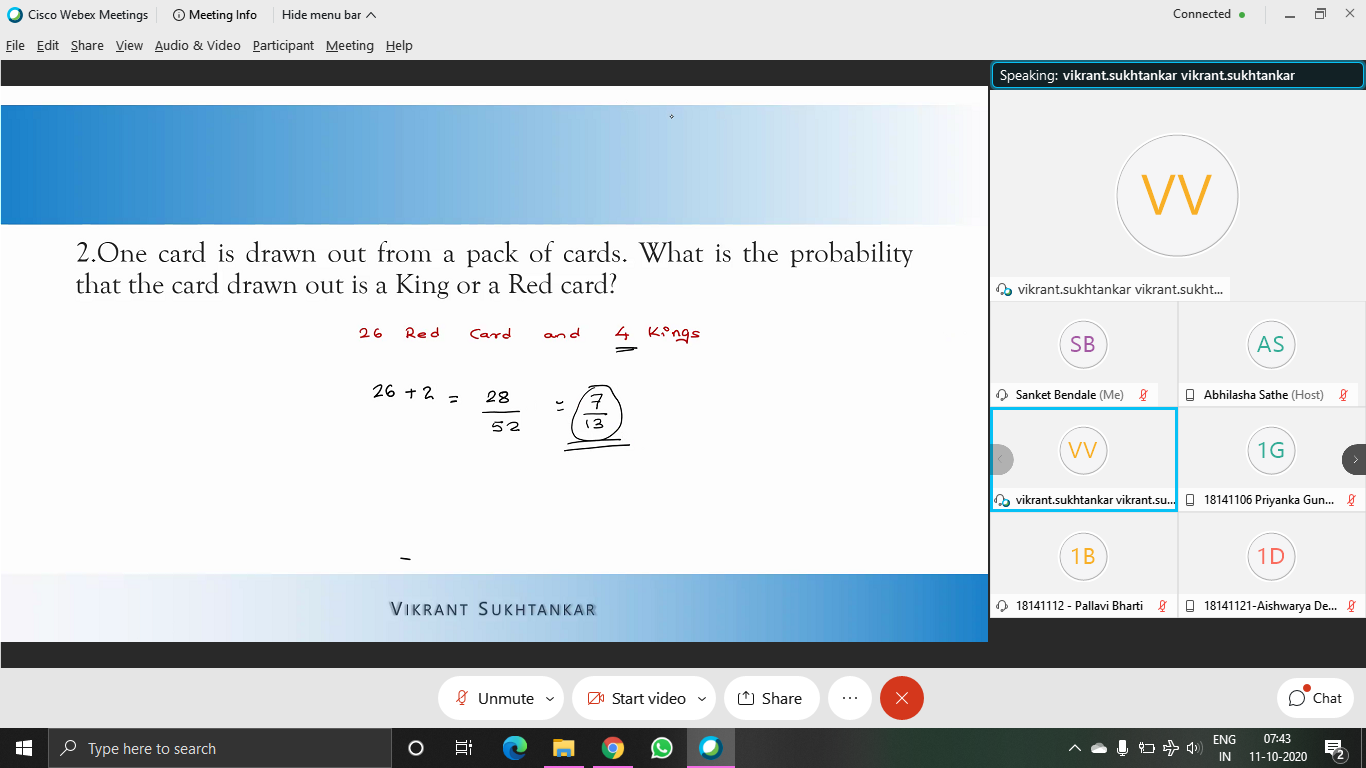 Cisco Webex Meetings
Meeting Info
Hide menu bar
Connected
File Edit Share View Audio & Video Participant Meeting Help
Speaking: vikrant.sukhtankar vikrant.sukhtankar
VV
vikrant.sukhtankar vikrant.sukht...
2.One card is drawn out from a pack of cards. What is the probability
that the card drawn out is a King or a Red card?
26 Red Card and 4 Kings
26 + 2 = 28/52 = 7/13
VIKRANT SUKHTANKAR
SB
Sanket Bendale (Me)
AS
Abhilasha Sathe (Host)
VV
vikrant.sukhtankar vikrant.su...
1G
18141106 Priyanka Gun...
1B
18141112 - Pallavi Bharti
1D
18141121-Aishwarya De...
Unmute
Start video
Share
...
Chat
Type here to search
ENG
IN
07:43
11-10-2020
2